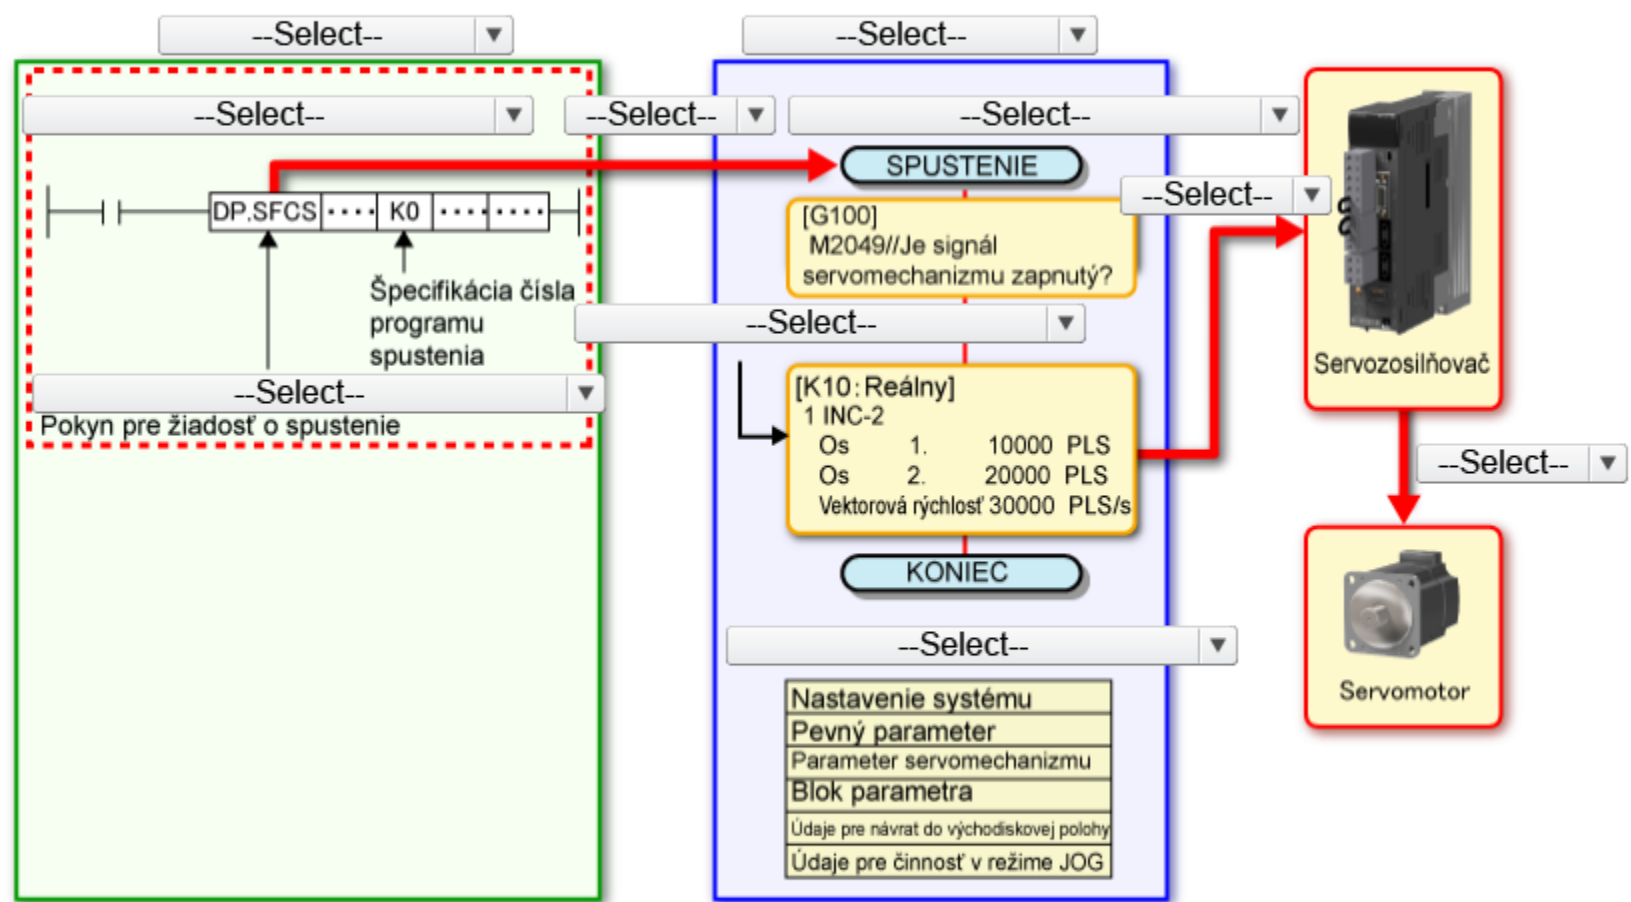 --Select--
--Select--
--Select--
--Select--
--Select--
SPUSTENIE
--Select--
DP.SFCS
K0
[G100]
M2049//Je signál
servomechanizmu zapnutý?
Špecifikácia čísla
programu
spustenia
--Select--
Servozosilňovač
--Select--
Pokyn pre žiadosť o spustenie
[K10:Reálny]
1 INC-2
Os 1. 10000 PLS
Os 2. 20000 PLS
Vektorová rýchlosť 30000 PLS/s
--Select--
KONIEC
--Select--
Servomotor
Nastavenie systému
Pevný parameter
Parameter servomechanizmu
Blok parametra
Údaje pre návrat do východiskovej polohy
Údaje pre činnosť v režime JOG